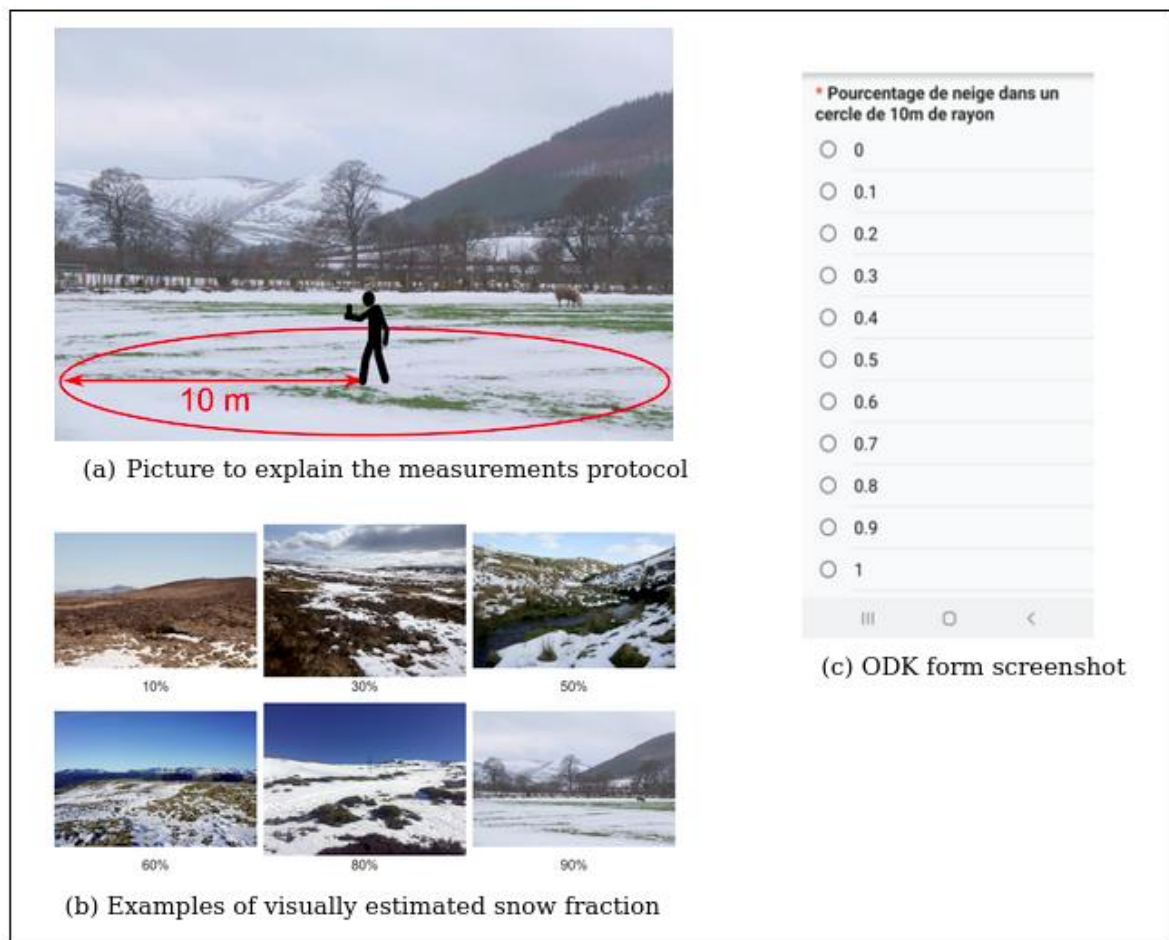 10 m
(a) Picture to explain the measurements protocol
10%
30%
50%
60%
80%
90%
(b) Examples of visually estimated snow fraction
* Pourcentage de neige dans un
cercle de 10m de rayon
0
0.1
0.2
0.3
0.4
0.5
0.6
0.7
0.8
0.9
1
(c) ODK form screenshot